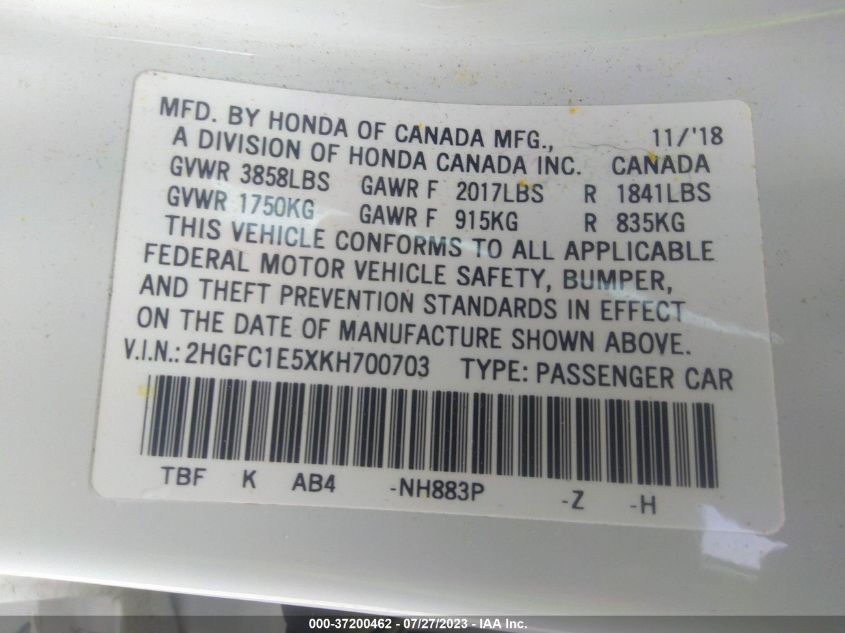 MFD. BY HONDA OF CANADA MFG., 11/'18
A DIVISION OF HONDA CANADA INC. CANADA
GVWR 3858LBS GAWR F 2017LBS R 1841LBS
GVWR 1750KG GAWR F 915KG R 835KG
THIS VEHICLE CONFORMS TO ALL APPLICABLE
FEDERAL MOTOR VEHICLE SAFETY, BUMPER,
AND THEFT PREVENTION STANDARDS IN EFFECT
ON THE DATE OF MANUFACTURE SHOWN ABOVE.
V.I.N.: 2HGFC1E5XKH700703 TYPE: PASSENGER CAR
TBF K AB4 -NH883P -Z -H
000-37200462 - 07/27/2023 - IAA Inc.